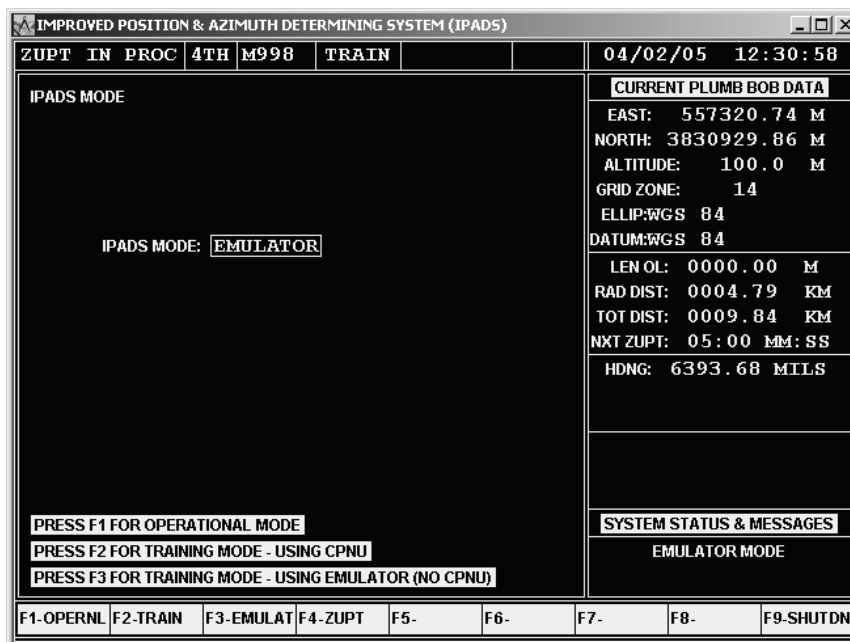 IMPROVED POSITION & AZIMUTH DETERMINING SYSTEM (IPADS)
ZUPT IN PROC 4TH M998 TRAIN 04/02/05 12:30:58
IPADS MODE
IPADS MODE: EMULATOR
PRESS F1 FOR OPERATIONAL MODE
PRESS F2 FOR TRAINING MODE - USING CPNU
PRESS F3 FOR TRAINING MODE - USING EMULATOR (NO CPNU)
CURRENT PLUMB BOB DATA
EAST: 557320.74 M
NORTH: 3830929.86 M
ALTITUDE: 100.0 M
GRID ZONE: 14
ELLIP:WGS 84
DATUM:WGS 84
LEN OL: 0000.00 M
RAD DIST: 0004.79 KM
TOT DIST: 0009.84 KM
NXT ZUPT: 05:00 MM:SS
HDNG: 6393.68 MILS
SYSTEM STATUS & MESSAGES
EMULATOR MODE
F1-OPERNL F2-TRAIN F3-EMULAT F4-ZUPT F5- F6- F7- F8- F9-SHUTDN